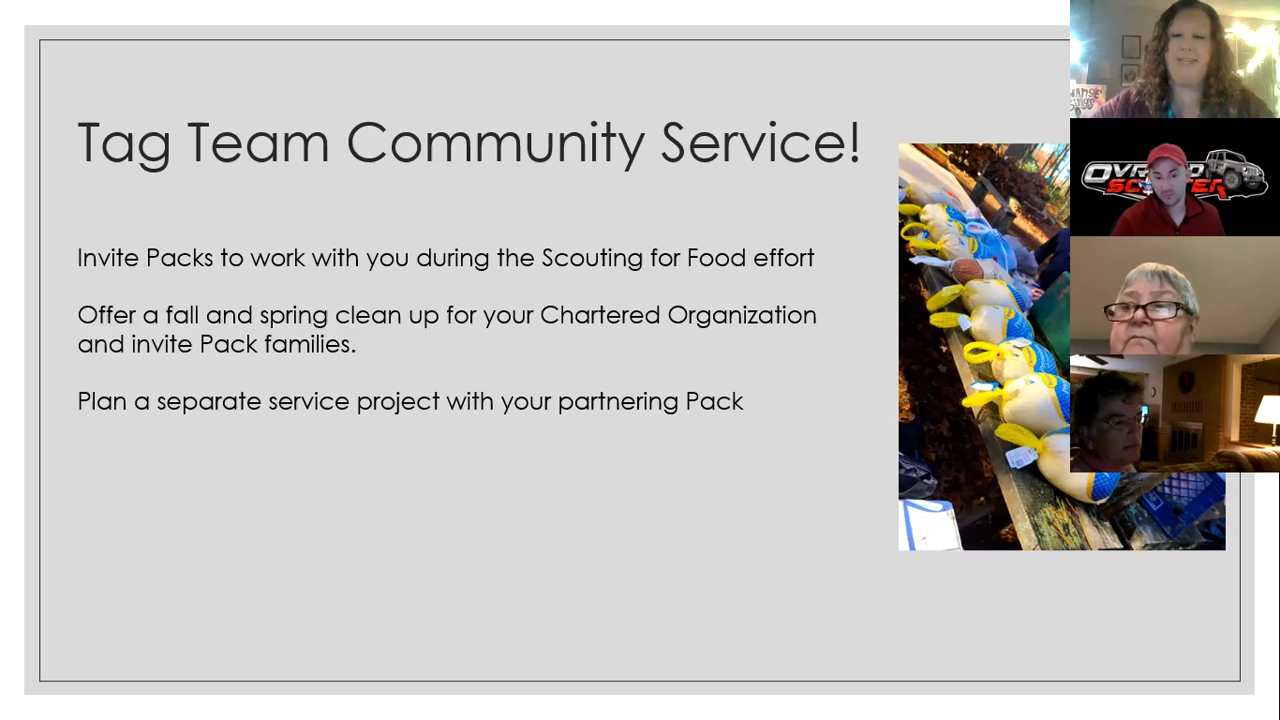 Tag Team Community Service!
Invite Packs to work with you during the Scouting for Food effort
Offer a fall and spring clean up for your Chartered Organization
and invite Pack families.
Plan a separate service project with your partnering Pack